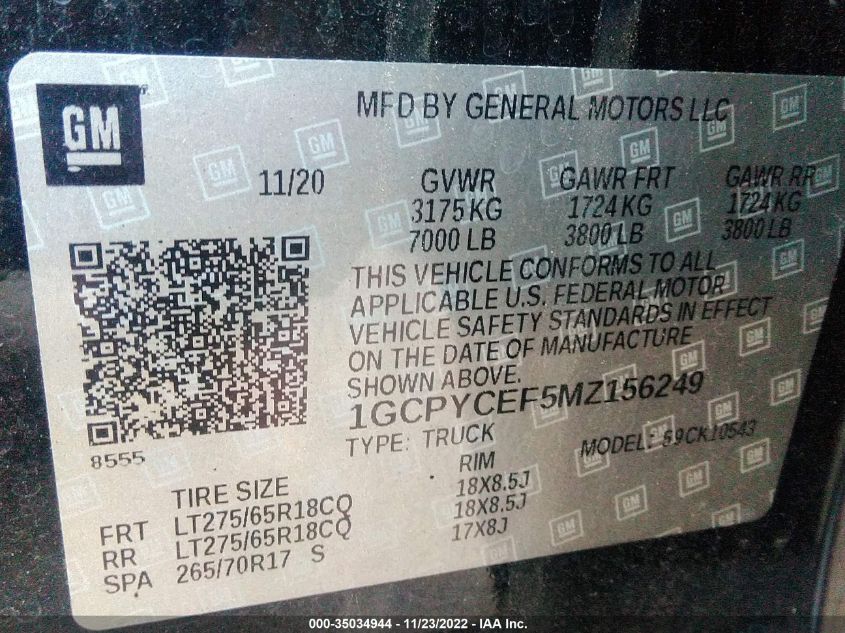 GM
MFD BY GENERAL MOTORS LLC
11/20
GVWR GAWR FRT GAWR RR
3175 KG 1724 KG 1724 KG
7000 LB 3800 LB 3800 LB
THIS VEHICLE CONFORMS TO ALL
APPLICABLE U.S. FEDERAL MOTOR
VEHICLE SAFETY STANDARDS IN EFFECT
ON THE DATE OF MANUFACTURE
SHOWN ABOVE.
1GCPYCEF5MZ156249
TYPE: TRUCK MODEL: 59CK10543
8555
TIRE SIZE RIM
FRT LT275/65R18CQ 18X8.5J
RR LT275/65R18CQ 18X8.5J
SPA 265/70R17 S 17X8J
000-35034944 - 11/23/2022 - IAA Inc.